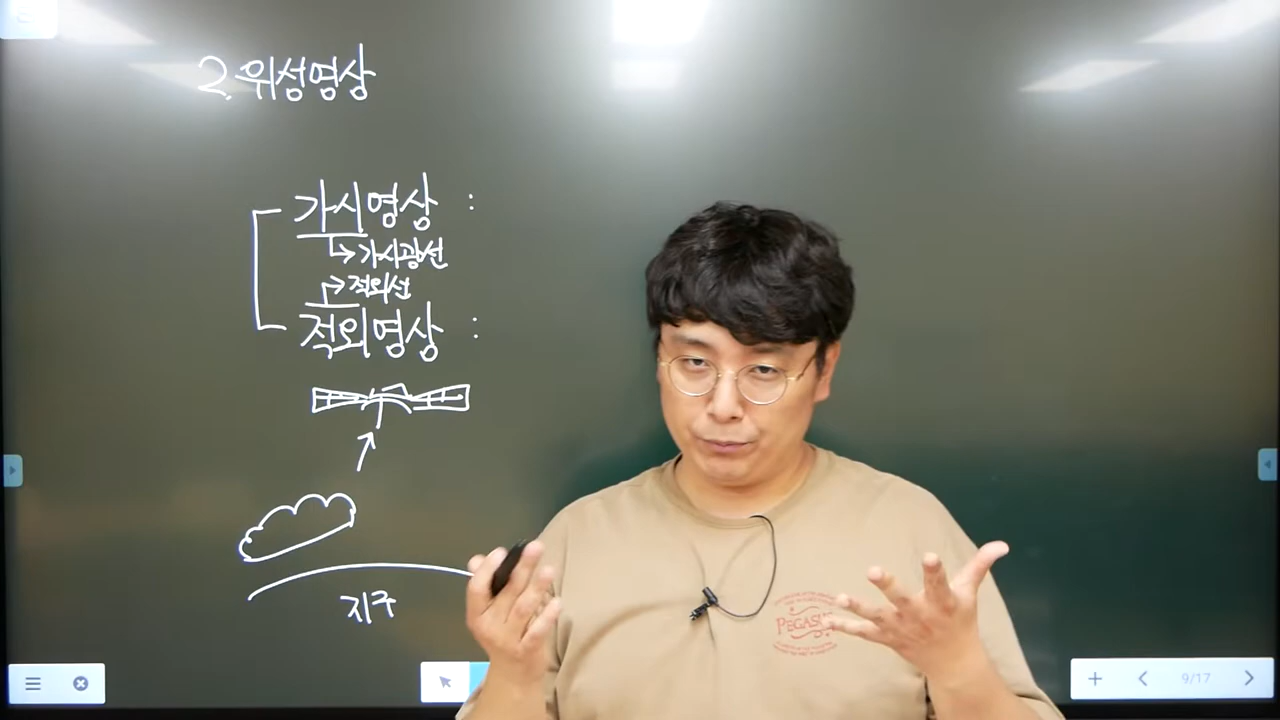 2. 위성영상
가시영상 :
↳ 가시광선
↱ 적외선
적외영상 :
지구
PEGASUS
9/17